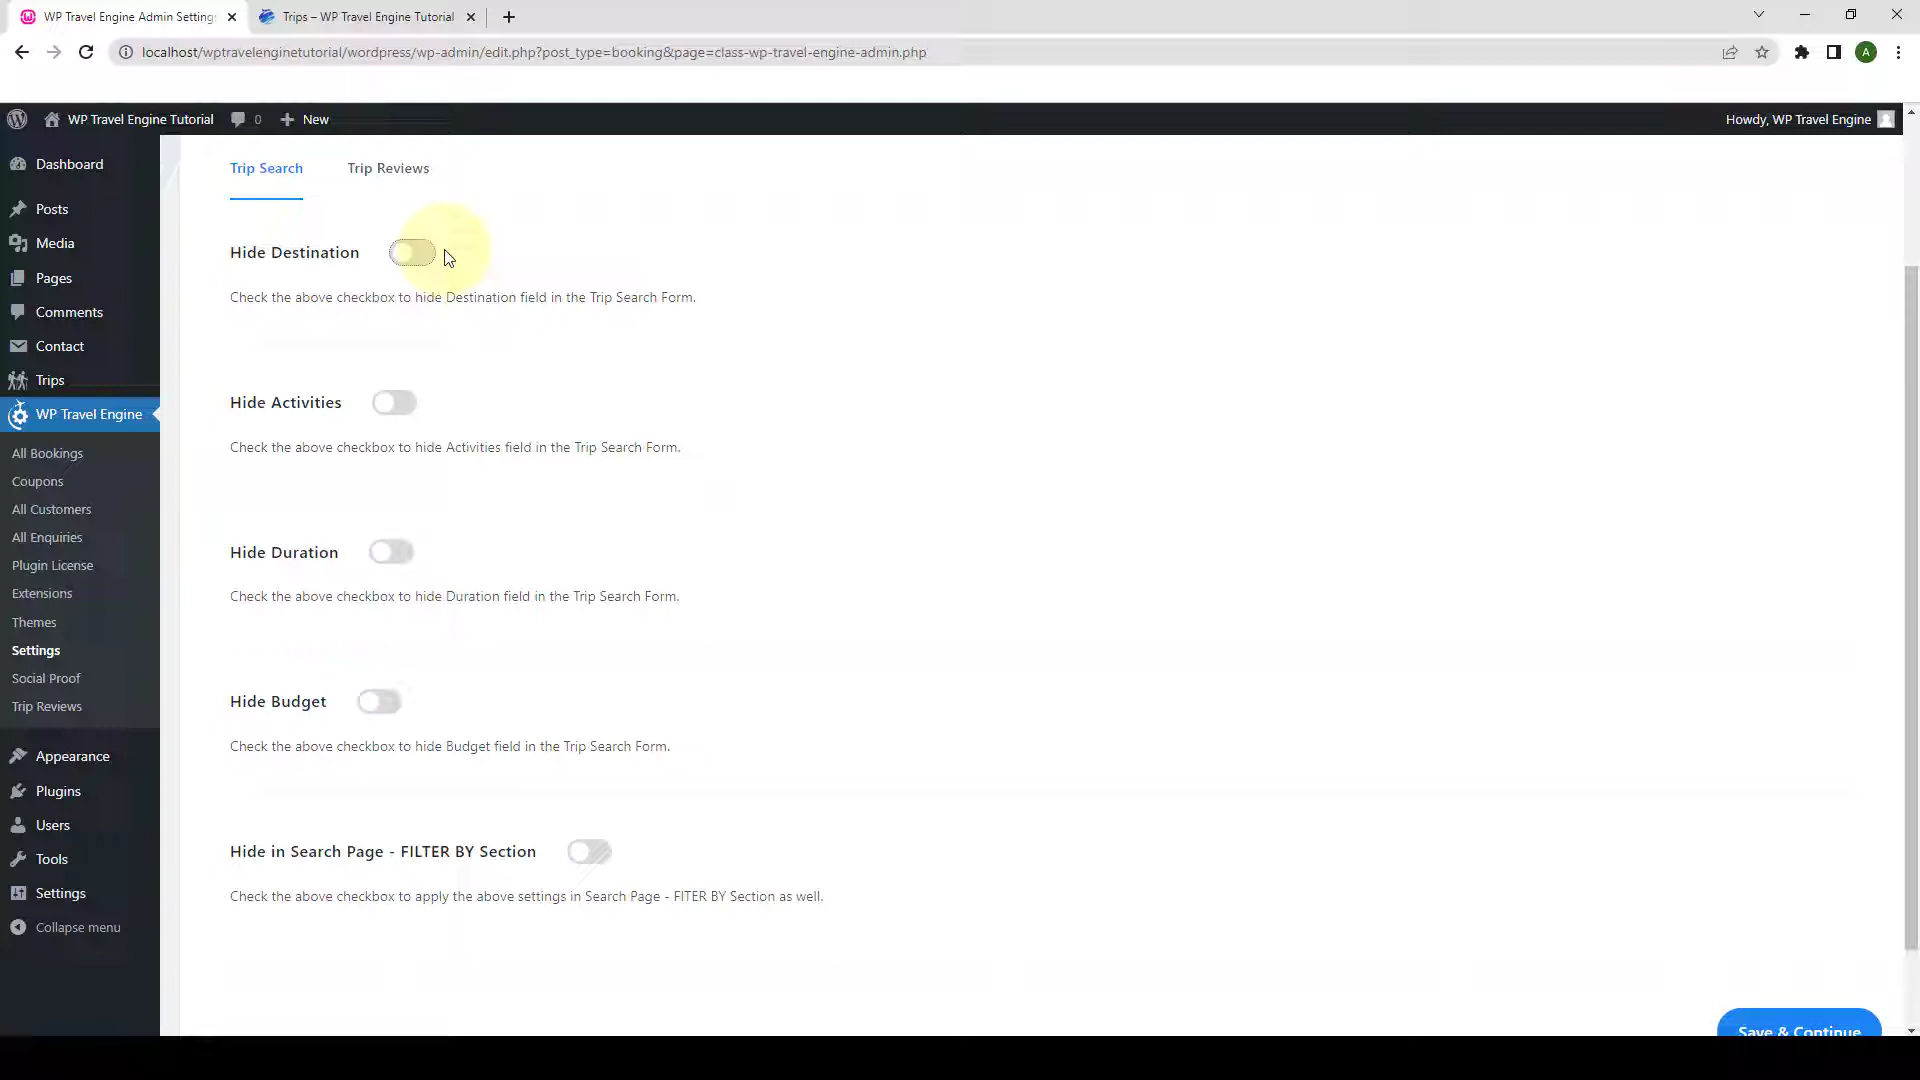 WP Travel Engine Admin Settings
Trips – WP Travel Engine Tutorial
localhost/wptravelenginetutorial/wordpress/wp-admin/edit.php?post_type=booking&page=class-wp-travel-engine-admin.php
A
WP Travel Engine Tutorial
0
New
Howdy, WP Travel Engine
Dashboard
Posts
Media
Pages
Comments
Contact
Trips
WP Travel Engine
All Bookings
Coupons
All Customers
All Enquiries
Plugin License
Extensions
Themes
Settings
Social Proof
Trip Reviews
Appearance
Plugins
Users
Tools
Settings
Collapse menu
Trip Search
Trip Reviews
Hide Destination
Check the above checkbox to hide Destination field in the Trip Search Form.
Hide Activities
Check the above checkbox to hide Activities field in the Trip Search Form.
Hide Duration
Check the above checkbox to hide Duration field in the Trip Search Form.
Hide Budget
Check the above checkbox to hide Budget field in the Trip Search Form.
Hide in Search Page - FILTER BY Section
Check the above checkbox to apply the above settings in Search Page - FITER BY Section as well.
Save & Continue